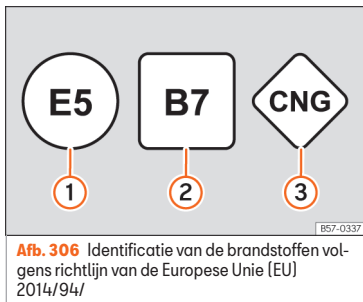 E5 B7 CNG
1 2 3
B57-0337
Afb. 306 Identificatie van de brandstoffen vol-
gens richtlijn van de Europese Unie (EU)
2014/94/